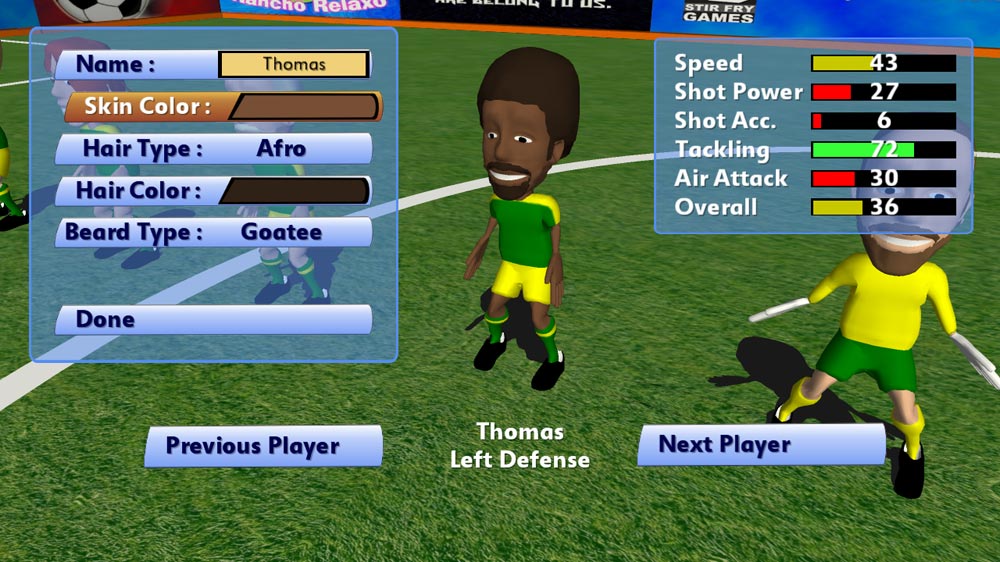 Rancho Relaxo
ARE BELONG TO US.
STIR FRY
GAMES
Name :
Thomas
Skin Color :
Hair Type :
Afro
Hair Color :
Beard Type :
Goatee
Done
Speed 43
Shot Power 27
Shot Acc. 6
Tackling 72
Air Attack 30
Overall 36
Previous Player
Thomas
Left Defense
Next Player